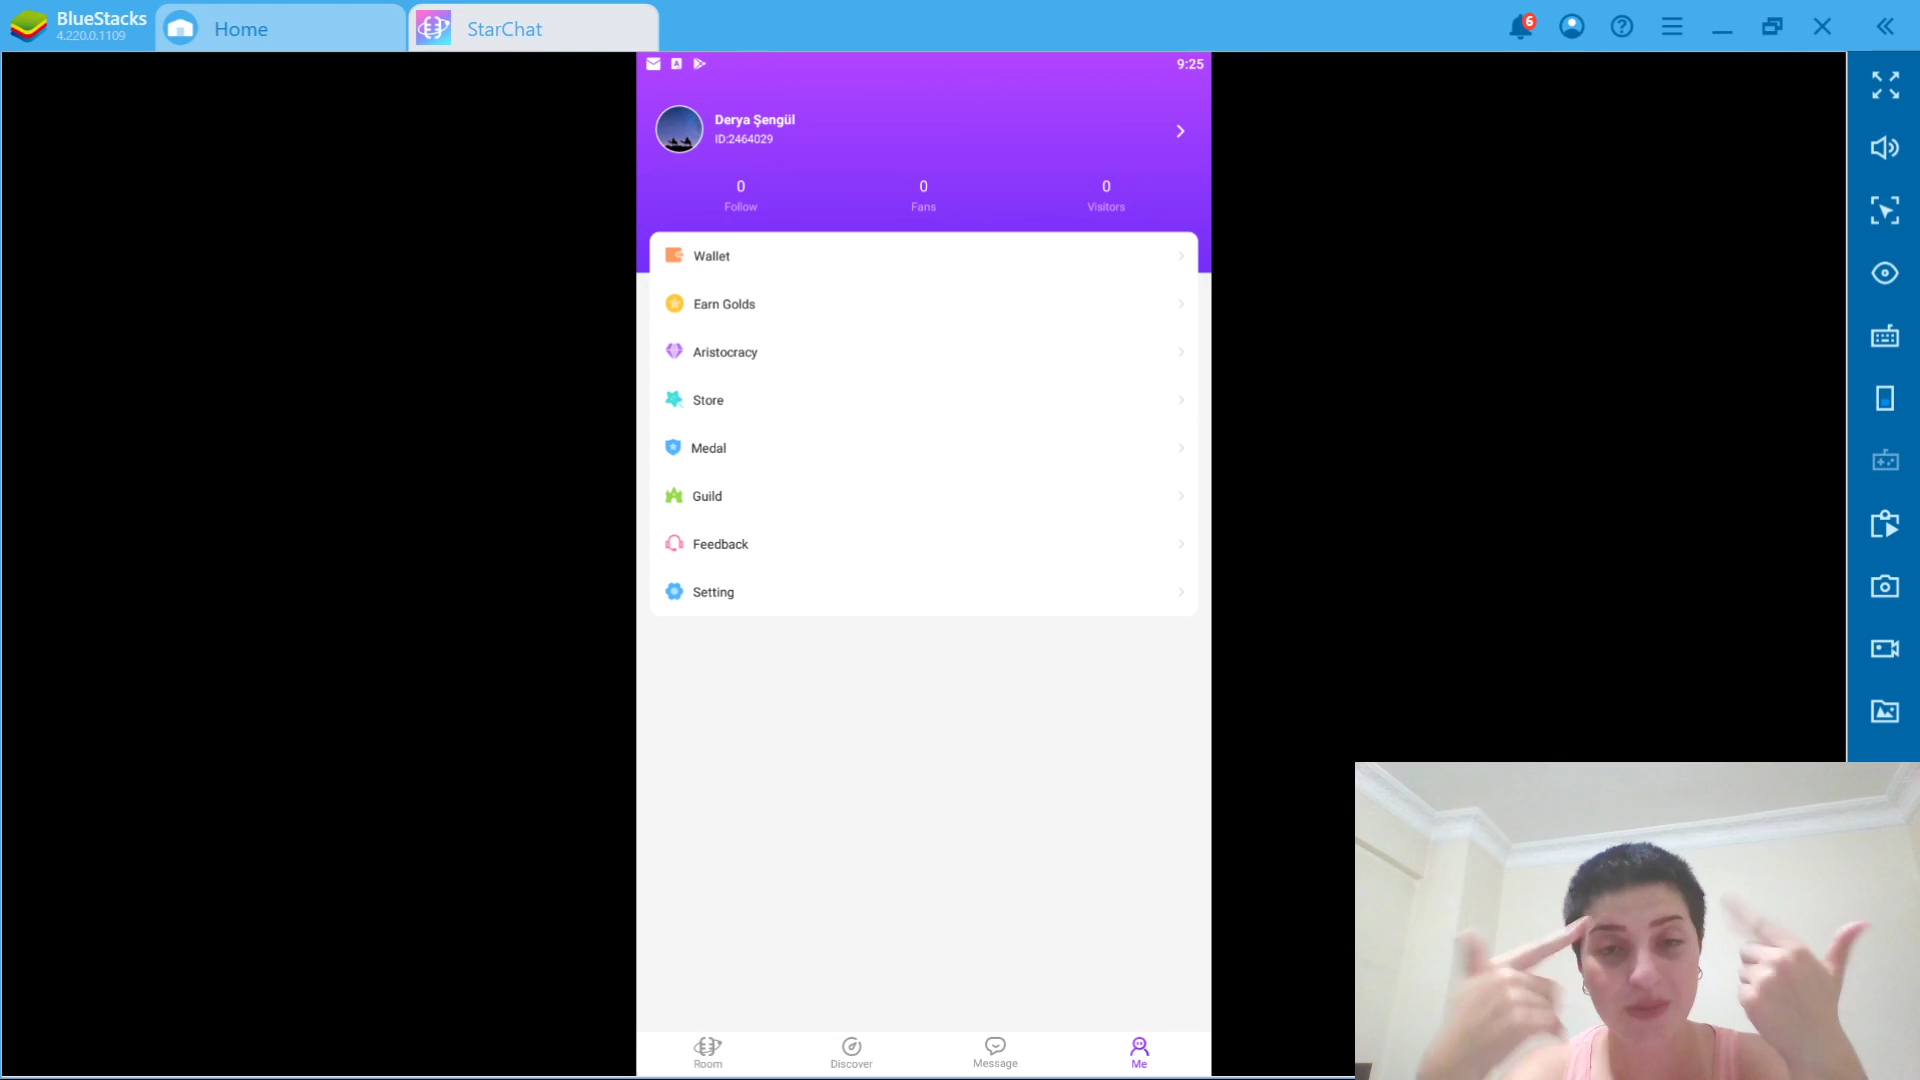 BlueStacks
4.220.0.1109
Home
StarChat
6
9:25
Derya Şengül
ID:2464029
0
Follow
0
Fans
0
Visitors
Wallet
Earn Golds
Aristocracy
Store
Medal
Guild
Feedback
Setting
Room
Discover
Message
Me